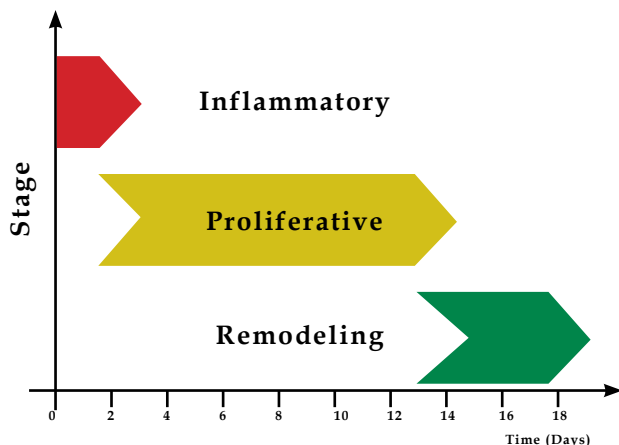 Inflammatory
Stage
Proliferative
Remodeling
0 2 4 6 8 10 12 14 16 18
Time (Days)